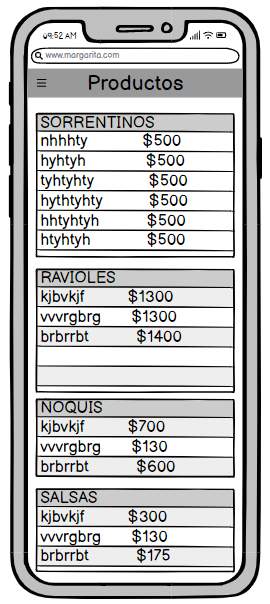 09:52 AM
www.margarita.com
Productos
SORRENTINOS
nhhhty $500
hyhtyh $500
tyhtyhty $500
hythtyhty $500
hhtyhtyh $500
htyhtyh $500
RAVIOLES
kjbvkjf $1300
vvvrgbrg $1300
brbrrbt $1400
ÑOQUIS
kjbvkjf $700
vvvrgbrg $130
brbrrbt $600
SALSAS
kjbvkjf $300
vvvrgbrg $130
brbrrbt $175